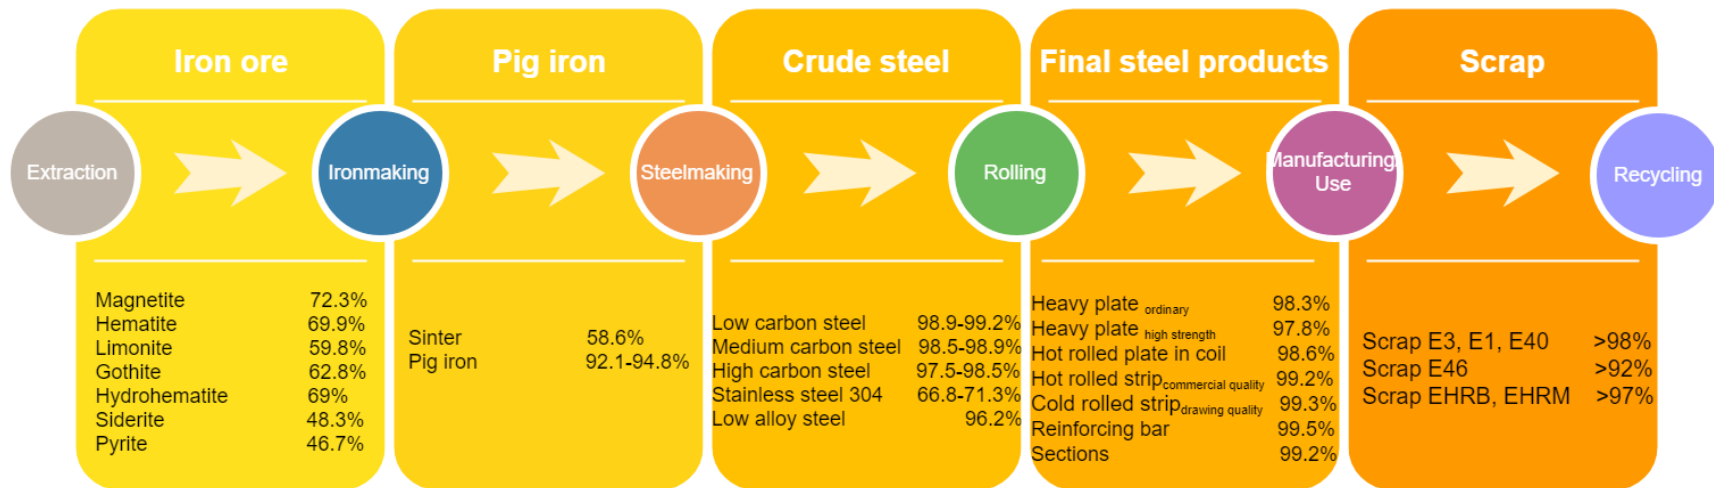 Iron ore
Pig iron
Crude steel
Final steel products
Scrap
Extraction
Ironmaking
Steelmaking
Rolling
Manufacturing
Use
Recycling
Magnetite 72.3%
Hematite 69.9%
Limonite 59.8%
Gothite 62.8%
Hydrohematite 69%
Siderite 48.3%
Pyrite 46.7%
Sinter 58.6%
Pig iron 92.1-94.8%
Low carbon steel 98.9-99.2%
Medium carbon steel 98.5-98.9%
High carbon steel 97.5-98.5%
Stainless steel 304 66.8-71.3%
Low alloy steel 96.2%
Heavy plate ordinary 98.3%
Heavy plate high strength 97.8%
Hot rolled plate in coil 98.6%
Hot rolled strip commercial quality 99.2%
Cold rolled strip drawing quality 99.3%
Reinforcing bar 99.5%
Sections 99.2%
Scrap E3, E1, E40 >98%
Scrap E46 >92%
Scrap EHRB, EHRM >97%